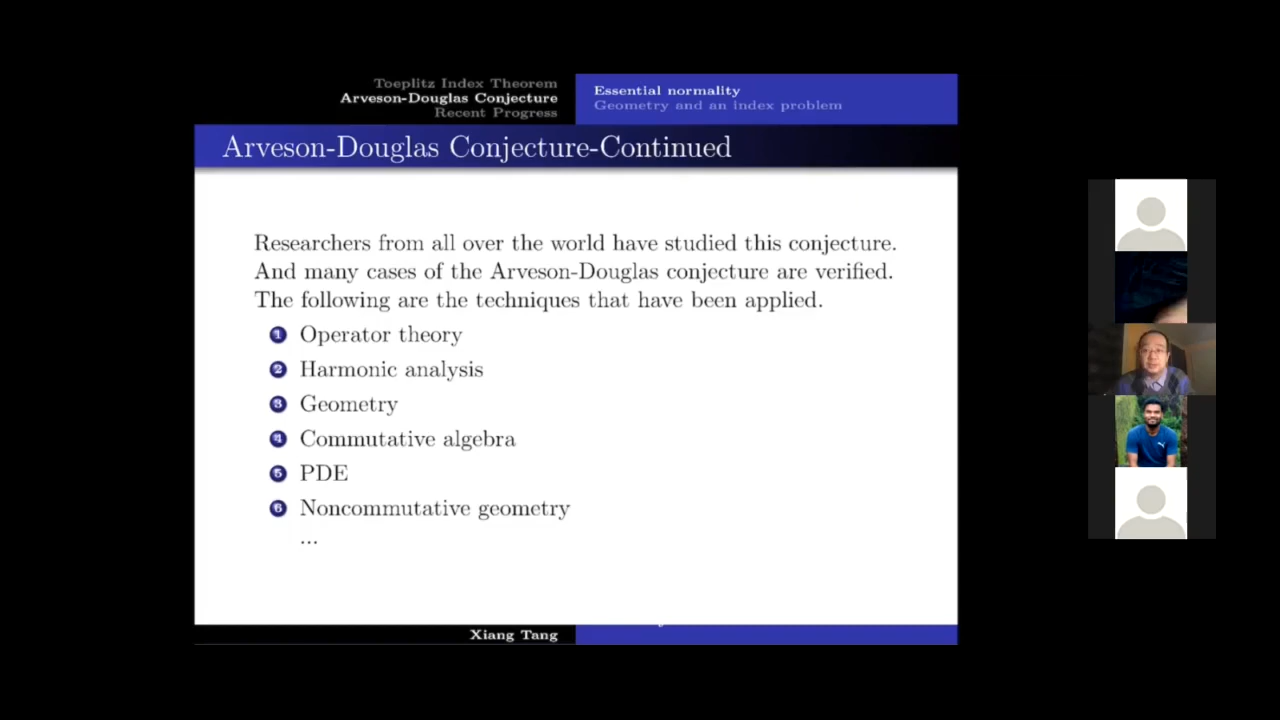 Toeplitz Index Theorem
Arveson-Douglas Conjecture
Recent Progress
Essential normality
Geometry and an index problem
Arveson-Douglas Conjecture-Continued
Researchers from all over the world have studied this conjecture.
And many cases of the Arveson-Douglas conjecture are verified.
The following are the techniques that have been applied.
1 Operator theory
2 Harmonic analysis
3 Geometry
4 Commutative algebra
5 PDE
6 Noncommutative geometry
...
Xiang Tang